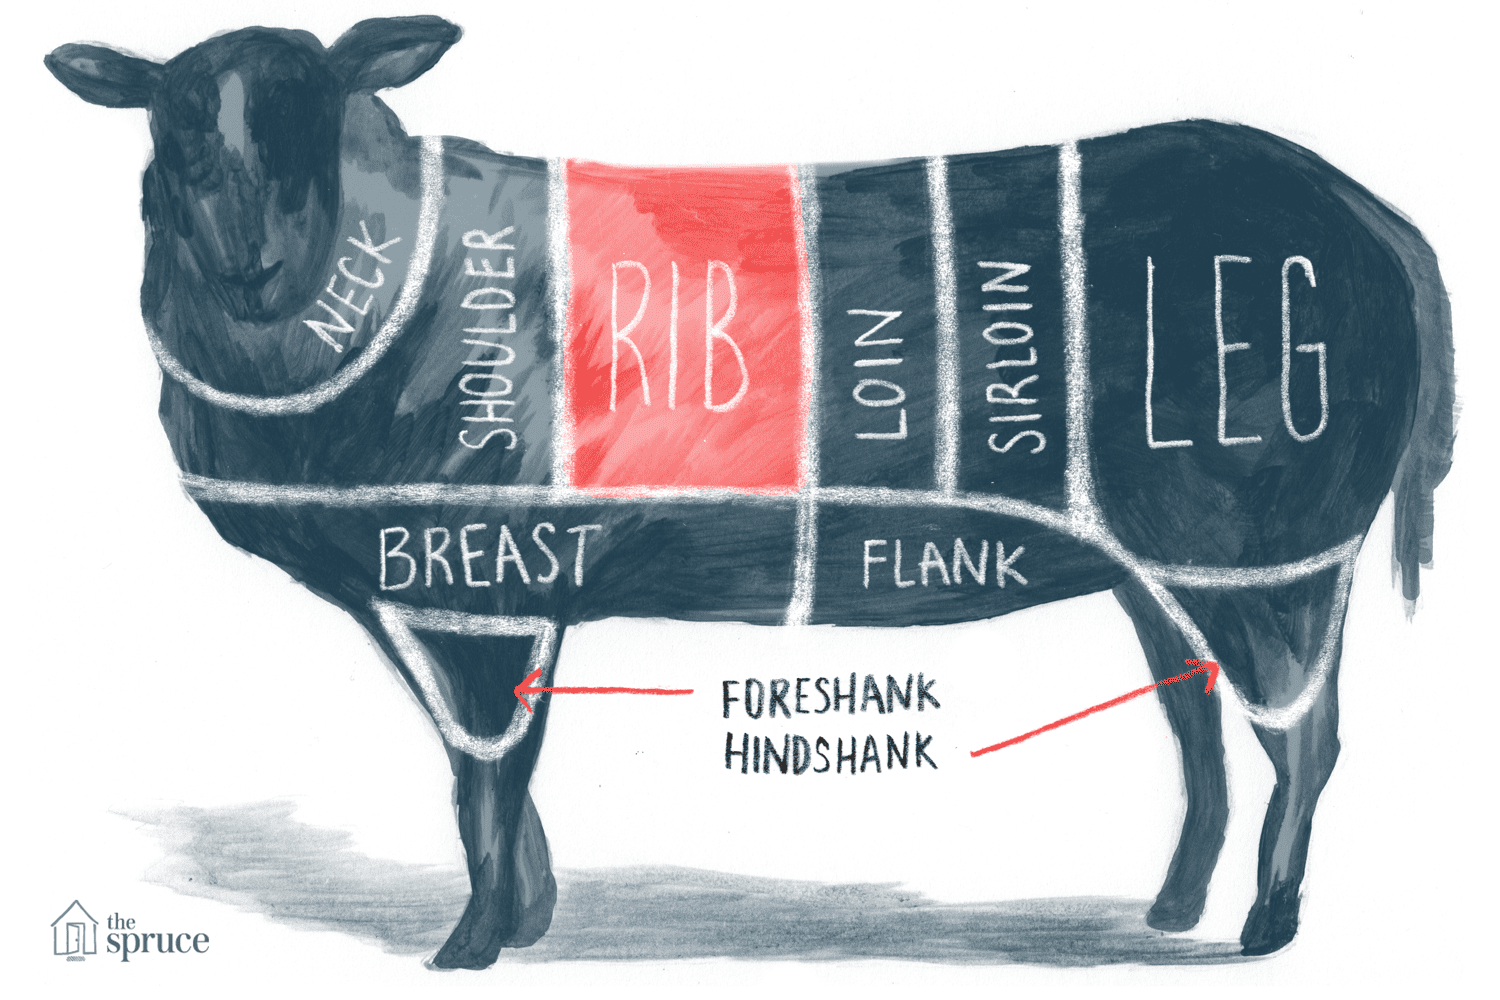 NECK
SHOULDER
RIB
LOIN
SIRLOIN
LEG
BREAST
FLANK
FORESHANK
HINDSHANK
the
spruce